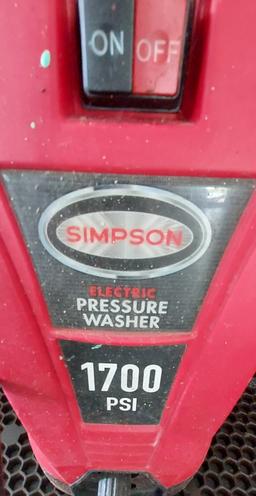 ON OFF
SIMPSON
ELECTRIC
PRESSURE
WASHER
1700
PSI